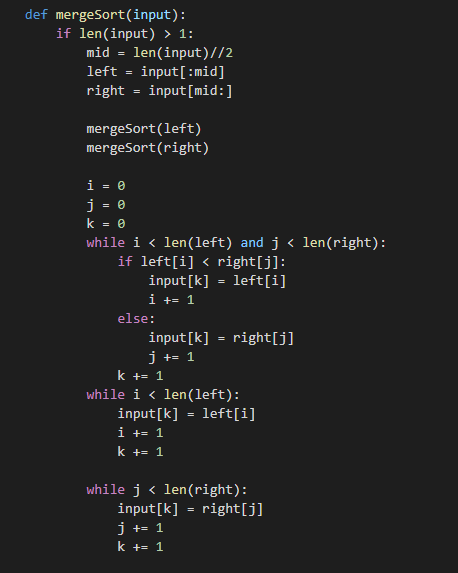 def mergeSort(input):
    if len(input) > 1:
        mid = len(input)//2
        left = input[:mid]
        right = input[mid:]

        mergeSort(left)
        mergeSort(right)

        i = 0
        j = 0
        k = 0
        while i < len(left) and j < len(right):
            if left[i] < right[j]:
                input[k] = left[i]
                i += 1
            else:
                input[k] = right[j]
                j += 1
            k += 1
        while i < len(left):
            input[k] = left[i]
            i += 1
            k += 1

        while j < len(right):
            input[k] = right[j]
            j += 1
            k += 1